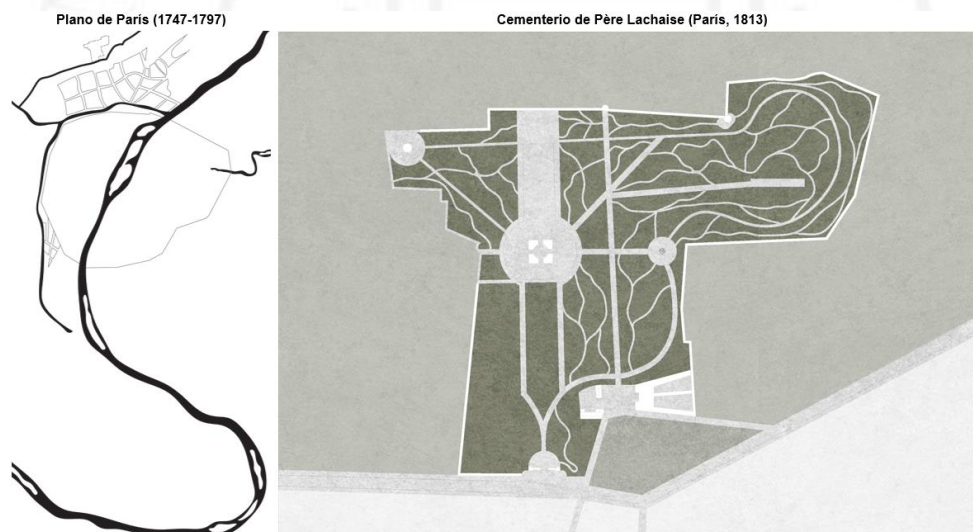 Plano de París (1747-1797)
Cementerio de Père Lachaise (París, 1813)